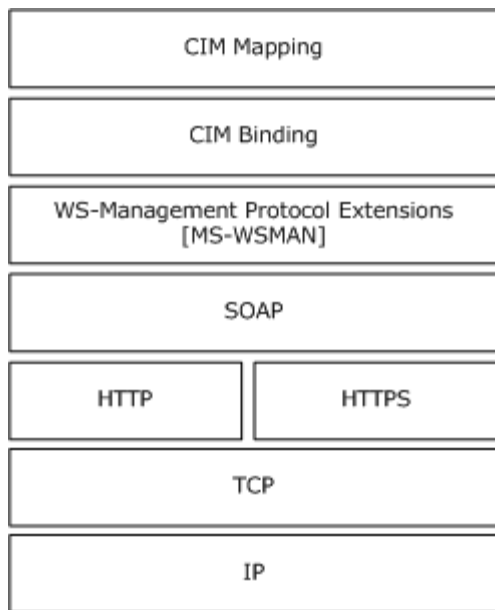 CIM Mapping
CIM Binding
WS-Management Protocol Extensions
[MS-WSMAN]
SOAP
HTTP
HTTPS
TCP
IP